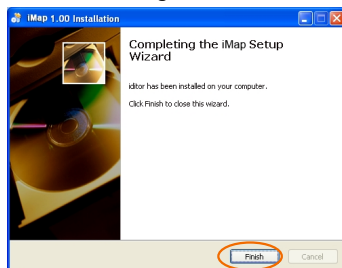 iMap 1.00 Installation
Completing the iMap Setup
Wizard
iditor has been installed on your computer.
Click Finish to close this wizard.
Finish
Cancel